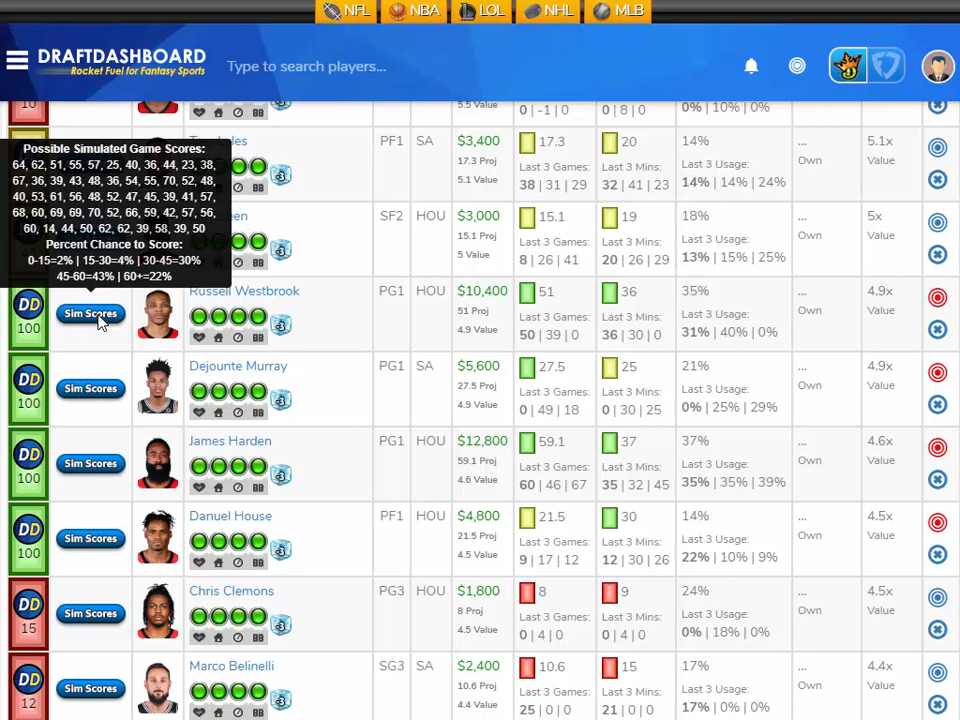 NFL
NBA
LOL
NHL
MLB
DRAFTDASHBOARD
Rocket Fuel for Fantasy Sports
Type to search players...
10
5.5 Value
0 | -1 | 0
0 | 8 | 0
0% | 10% | 0%
Possible Simulated Game Scores:
64, 62, 51, 55, 57, 25, 40, 36, 44, 23, 38,
67, 36, 39, 43, 48, 36, 54, 55, 70, 52, 48,
40, 53, 61, 56, 48, 52, 47, 45, 39, 41, 57,
68, 60, 69, 69, 70, 52, 66, 59, 42, 57, 56,
60, 14, 44, 50, 62, 62, 39, 58, 39, 50
Percent Chance to Score:
0-15=2% | 15-30=4% | 30-45=30%
45-60=43% | 60+=22%
PF1 SA $3,400 17.3 20 14% ... 5.1x
17.3 Proj Last 3 Games: Last 3 Mins: Last 3 Usage: Own Value
5.1 Value 38 | 31 | 29 32 | 41 | 23 14% | 14% | 24%
SF2 HOU $3,000 15.1 19 18% ... 5x
15.1 Proj Last 3 Games: Last 3 Mins: Last 3 Usage: Own Value
5 Value 8 | 26 | 41 20 | 26 | 29 13% | 15% | 25%
DD 100 Sim Scores Russell Westbrook PG1 HOU $10,400 51 36 35% ... 4.9x
51 Proj Last 3 Games: Last 3 Mins: Last 3 Usage: Own Value
4.9 Value 50 | 39 | 0 36 | 30 | 0 31% | 40% | 0%
BB
DD 100 Sim Scores Dejounte Murray PG1 SA $5,600 27.5 25 21% ... 4.9x
27.5 Proj Last 3 Games: Last 3 Mins: Last 3 Usage: Own Value
4.9 Value 0 | 49 | 18 0 | 30 | 25 0% | 25% | 29%
BB
DD 100 Sim Scores James Harden PG1 HOU $12,800 59.1 37 37% ... 4.6x
59.1 Proj Last 3 Games: Last 3 Mins: Last 3 Usage: Own Value
4.6 Value 60 | 46 | 67 35 | 32 | 45 35% | 35% | 39%
BB
DD 100 Sim Scores Danuel House PF1 HOU $4,800 21.5 30 14% ... 4.5x
21.5 Proj Last 3 Games: Last 3 Mins: Last 3 Usage: Own Value
4.5 Value 9 | 17 | 12 12 | 30 | 26 22% | 10% | 9%
BB
DD 15 Sim Scores Chris Clemons PG3 HOU $1,800 8 9 24% ... 4.5x
8 Proj Last 3 Games: Last 3 Mins: Last 3 Usage: Own Value
4.5 Value 0 | 4 | 0 0 | 4 | 0 0% | 18% | 0%
BB
DD 12 Sim Scores Marco Belinelli SG3 SA $2,400 10.6 15 17% ... 4.4x
10.6 Proj Last 3 Games: Last 3 Mins: Last 3 Usage: Own Value
4.4 Value 25 | 0 | 0 21 | 0 | 0 17% | 0% | 0%
BB